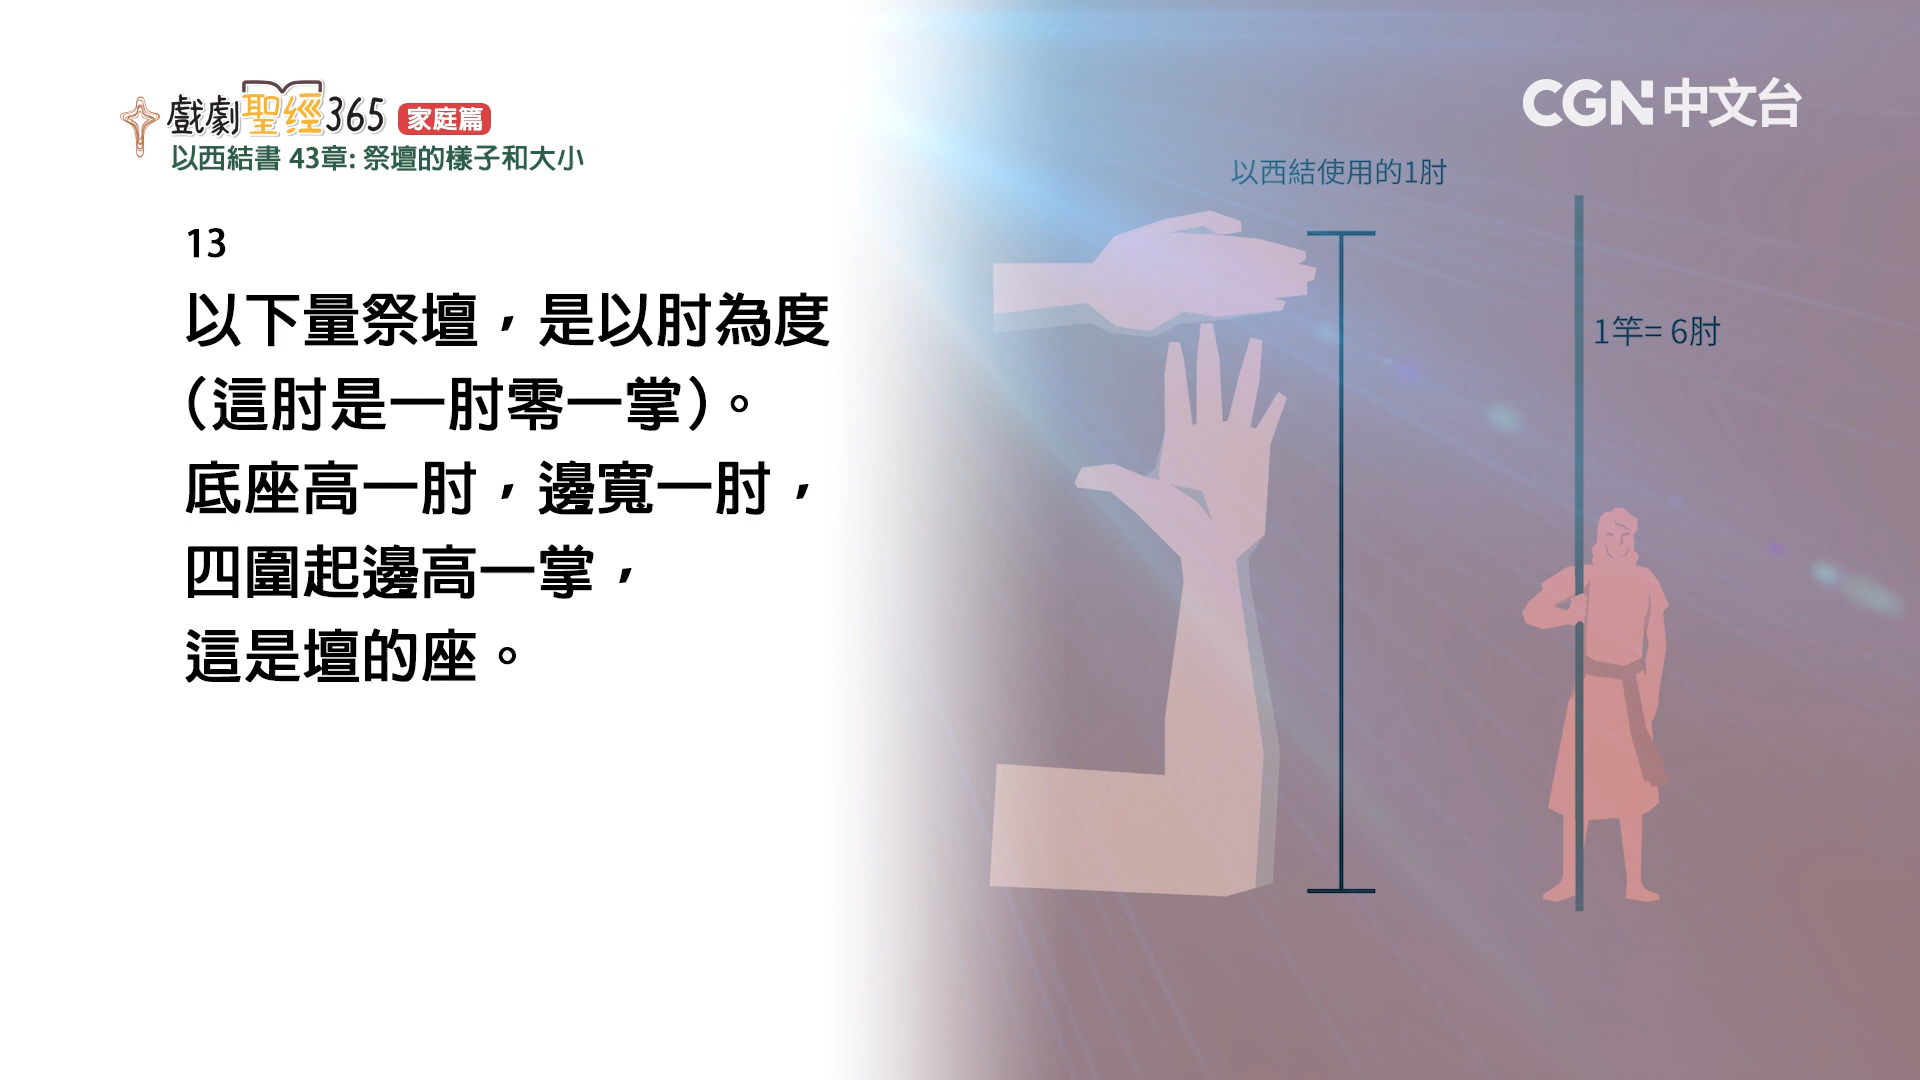 戲劇聖經365 家庭篇
以西結書 43章: 祭壇的樣子和大小
13
以下量祭壇，是以肘為度
(這肘是一肘零一掌)。
底座高一肘，邊寬一肘，
四圍起邊高一掌，
這是壇的座。
CGN中文台
以西結使用的1肘
1竿= 6肘